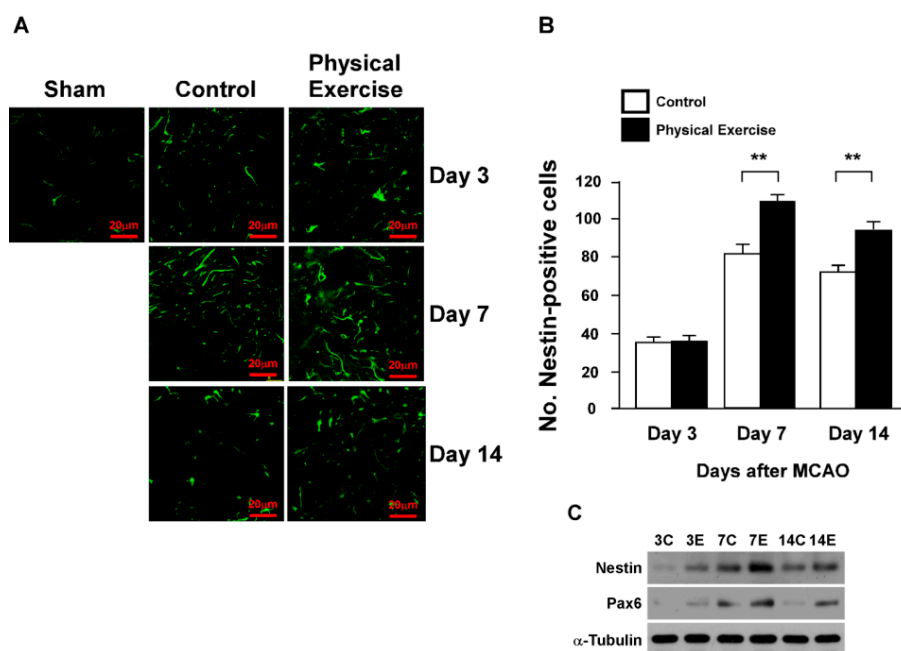 A
Sham
Control
Physical
Exercise
Day 3
Day 7
Day 14
20μm
20μm
20μm
20μm
20μm
20μm
20μm
B
Control
Physical Exercise
**
**
No. Nestin-positive cells
120
100
80
60
40
20
0
Day 3
Day 7
Day 14
Days after MCAO
C
3C 3E 7C 7E 14C 14E
Nestin
Pax6
α-Tubulin